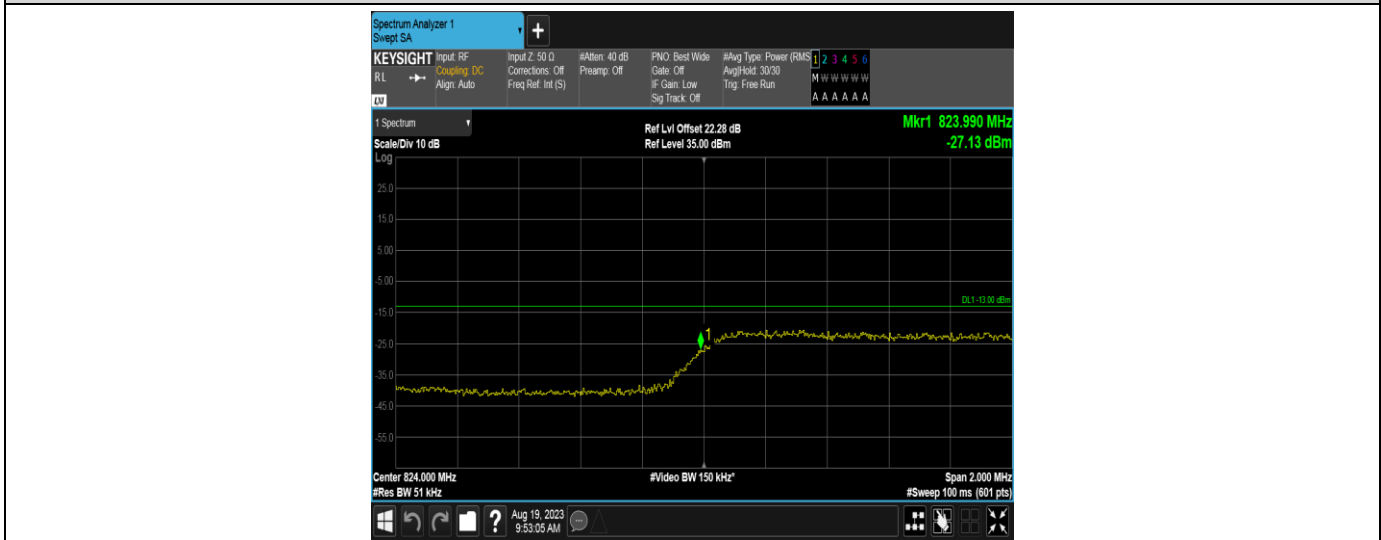 Spectrum Analyzer 1
Swept SA
+
KEYSIGHT
RL
LXI
Input: RF
Coupling: DC
Align: Auto
Input Z: 50 Ω
Corrections: Off
Freq Ref: Int (S)
#Atten: 40 dB
Preamp: Off
PNO: Best Wide
Gate: Off
IF Gain: Low
Sig Track: Off
#Avg Type: Power (RMS
Avg|Hold: 30/30
Trig: Free Run
1 2 3 4 5 6
M W W W W W
A A A A A A
1 Spectrum
Scale/Div 10 dB
Log
Ref Lvl Offset 22.28 dB
Ref Level 35.00 dBm
Mkr1 823.990 MHz
-27.13 dBm
25.0
15.0
5.00
-5.00
DL1 -13.00 dBm
-15.0
1
-25.0
-35.0
-45.0
-55.0
Center 824.000 MHz
#Res BW 51 kHz
#Video BW 150 kHz*
Span 2.000 MHz
#Sweep 100 ms (601 pts)
?
Aug 19, 2023
9:53:05 AM